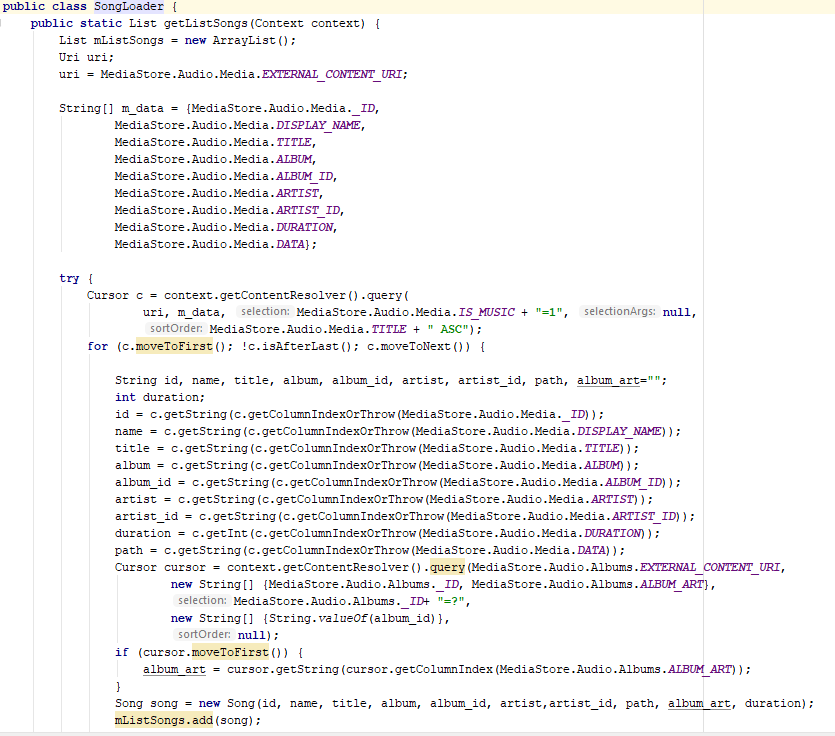 public class SongLoader {
    public static List getListSongs(Context context) {
        List mListSongs = new ArrayList();
        Uri uri;
        uri = MediaStore.Audio.Media.EXTERNAL_CONTENT_URI;

        String[] m_data = {MediaStore.Audio.Media._ID,
                MediaStore.Audio.Media.DISPLAY_NAME,
                MediaStore.Audio.Media.TITLE,
                MediaStore.Audio.Media.ALBUM,
                MediaStore.Audio.Media.ALBUM_ID,
                MediaStore.Audio.Media.ARTIST,
                MediaStore.Audio.Media.ARTIST_ID,
                MediaStore.Audio.Media.DURATION,
                MediaStore.Audio.Media.DATA};

        try {
            Cursor c = context.getContentResolver().query(
                    uri, m_data, selection: MediaStore.Audio.Media.IS_MUSIC + "=1", selectionArgs: null,
                    sortOrder: MediaStore.Audio.Media.TITLE + " ASC");
            for (c.moveToFirst(); !c.isAfterLast(); c.moveToNext()) {

                String id, name, title, album, album_id, artist, artist_id, path, album_art="";
                int duration;
                id = c.getString(c.getColumnIndexOrThrow(MediaStore.Audio.Media._ID));
                name = c.getString(c.getColumnIndexOrThrow(MediaStore.Audio.Media.DISPLAY_NAME));
                title = c.getString(c.getColumnIndexOrThrow(MediaStore.Audio.Media.TITLE));
                album = c.getString(c.getColumnIndexOrThrow(MediaStore.Audio.Media.ALBUM));
                album_id = c.getString(c.getColumnIndexOrThrow(MediaStore.Audio.Media.ALBUM_ID));
                artist = c.getString(c.getColumnIndexOrThrow(MediaStore.Audio.Media.ARTIST));
                artist_id = c.getString(c.getColumnIndexOrThrow(MediaStore.Audio.Media.ARTIST_ID));
                duration = c.getInt(c.getColumnIndexOrThrow(MediaStore.Audio.Media.DURATION));
                path = c.getString(c.getColumnIndexOrThrow(MediaStore.Audio.Media.DATA));
                Cursor cursor = context.getContentResolver().query(MediaStore.Audio.Albums.EXTERNAL_CONTENT_URI,
                        new String[] {MediaStore.Audio.Albums._ID, MediaStore.Audio.Albums.ALBUM_ART},
                        selection: MediaStore.Audio.Albums._ID+ "=?",
                        new String[] {String.valueOf(album_id)},
                        sortOrder: null);
                if (cursor.moveToFirst()) {
                    album_art = cursor.getString(cursor.getColumnIndex(MediaStore.Audio.Albums.ALBUM_ART));
                }
                Song song = new Song(id, name, title, album, album_id, artist,artist_id, path, album_art, duration);
                mListSongs.add(song);